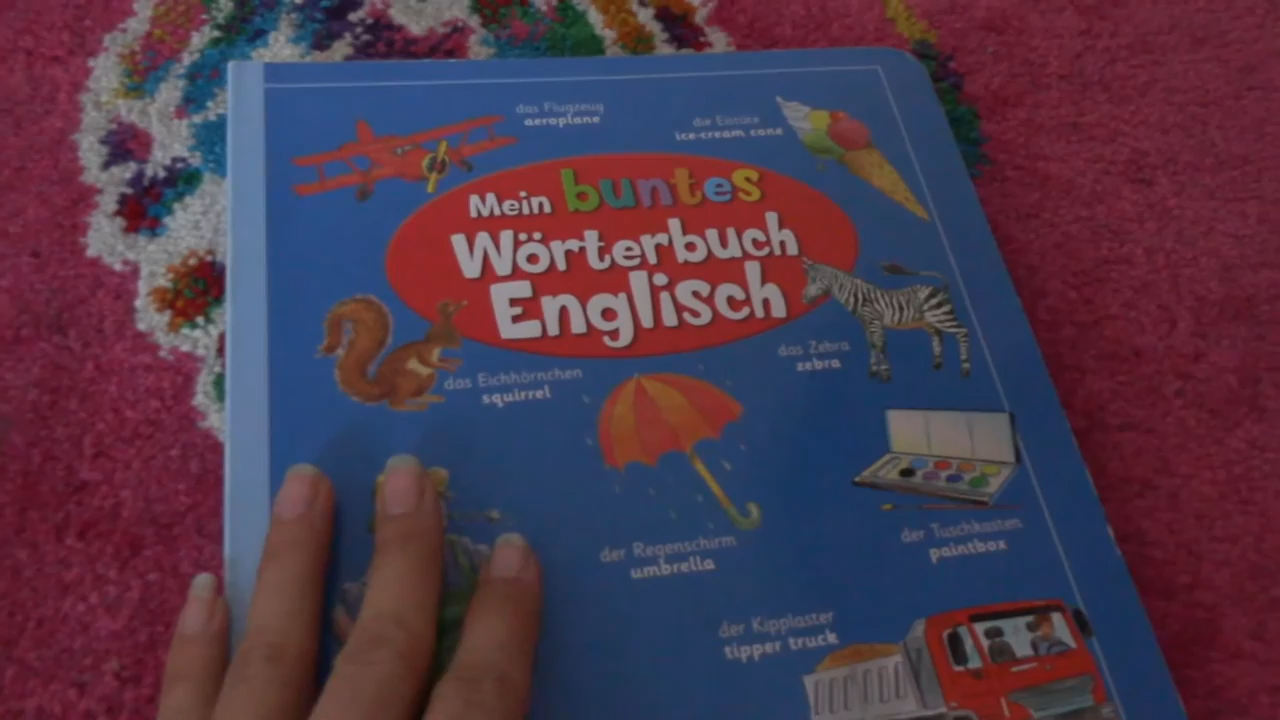 das Flugzeug
aeroplane
die Eistüte
ice-cream cone
Mein buntes
Wörterbuch
Englisch
das Zebra
zebra
das Eichhörnchen
squirrel
der Regenschirm
umbrella
der Tuschkasten
paintbox
der Kipplaster
tipper truck